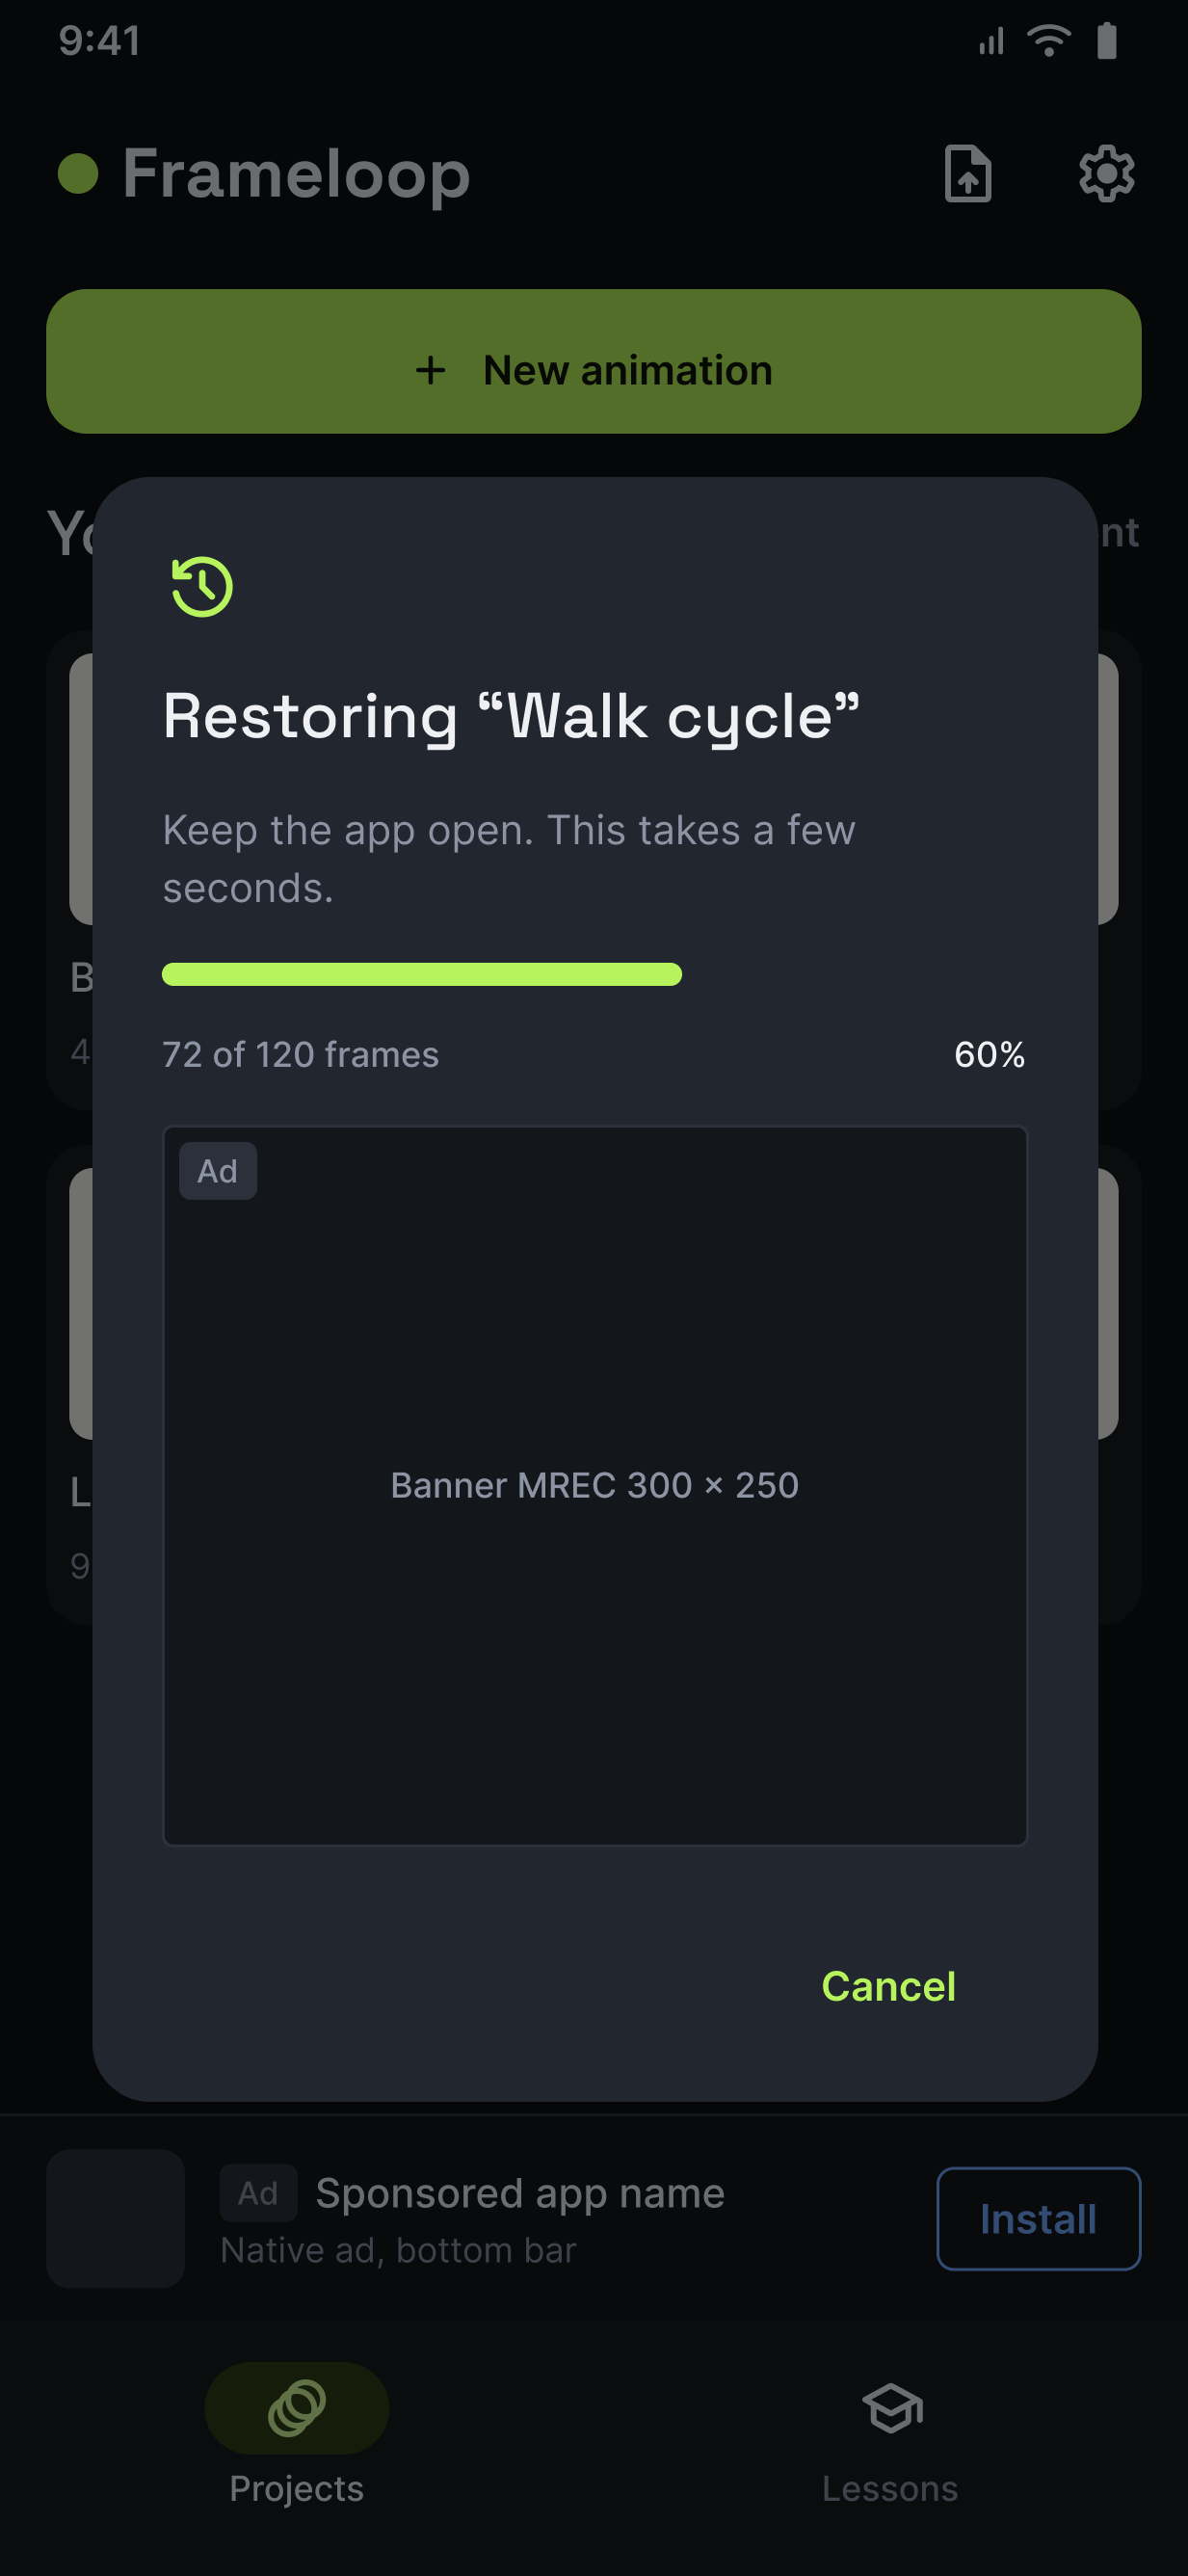 9:41
Frameloop
New animation
Restoring “Walk cycle”
Keep the app open. This takes a few
seconds.
72 of 120 frames
60%
Ad
Banner MREC 300 × 250
Cancel
Ad
Sponsored app name
Native ad, bottom bar
Install
Projects
Lessons